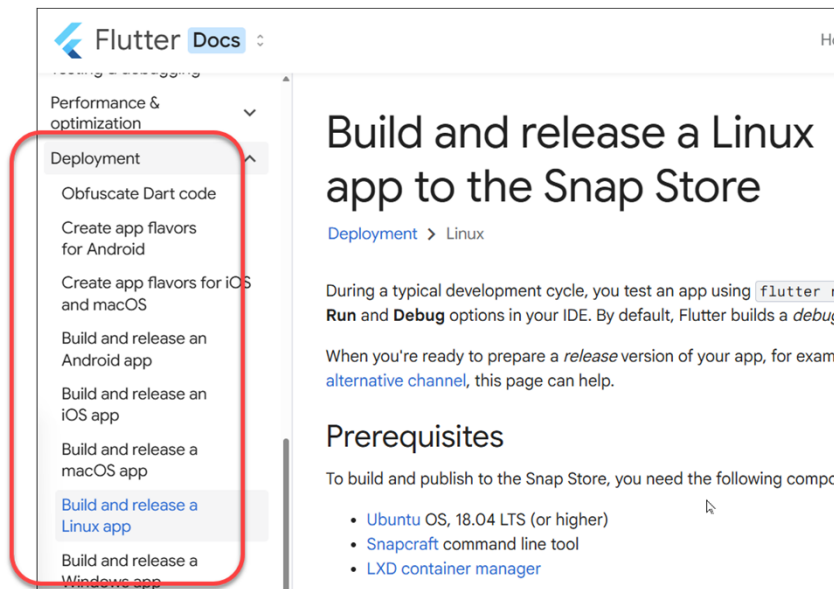 Flutter Docs
Testing & debugging
Performance &
optimization
Deployment
Obfuscate Dart code
Create app flavors
for Android
Create app flavors for iOS
and macOS
Build and release an
Android app
Build and release an
iOS app
Build and release a
macOS app
Build and release a
Linux app
Build and release a
Windows app
Build and release a Linux
app to the Snap Store
Deployment > Linux
During a typical development cycle, you test an app using flutter
Run and Debug options in your IDE. By default, Flutter builds a debug
When you're ready to prepare a release version of your app, for exam
alternative channel, this page can help.
Prerequisites
To build and publish to the Snap Store, you need the following compo
• Ubuntu OS, 18.04 LTS (or higher)
• Snapcraft command line tool
• LXD container manager